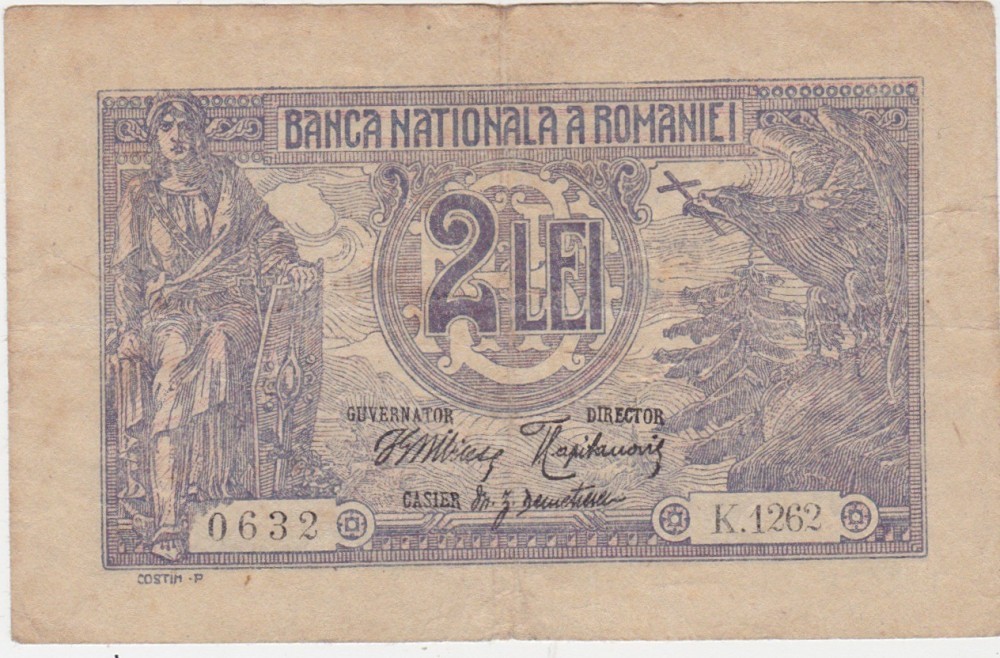 BANCA NATIONALA A ROMANIEI
2 LEI
GUVERNATOR DIRECTOR
CASIER
0632 K.1262
COSTIN - P